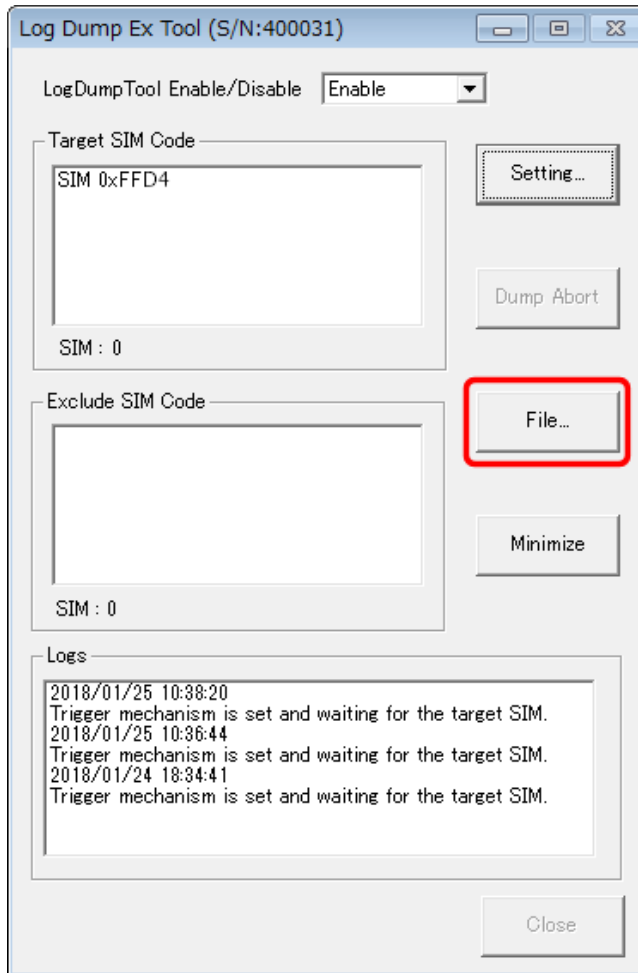 Log Dump Ex Tool (S/N:400031)
LogDumpTool Enable/Disable Enable
Target SIM Code
SIM 0xFFD4
Setting...
Dump Abort
SIM : 0
Exclude SIM Code
File...
Minimize
SIM : 0
Logs
2018/01/25 10:38:20
Trigger mechanism is set and waiting for the target SIM.
2018/01/25 10:36:44
Trigger mechanism is set and waiting for the target SIM.
2018/01/24 18:34:41
Trigger mechanism is set and waiting for the target SIM.
Close